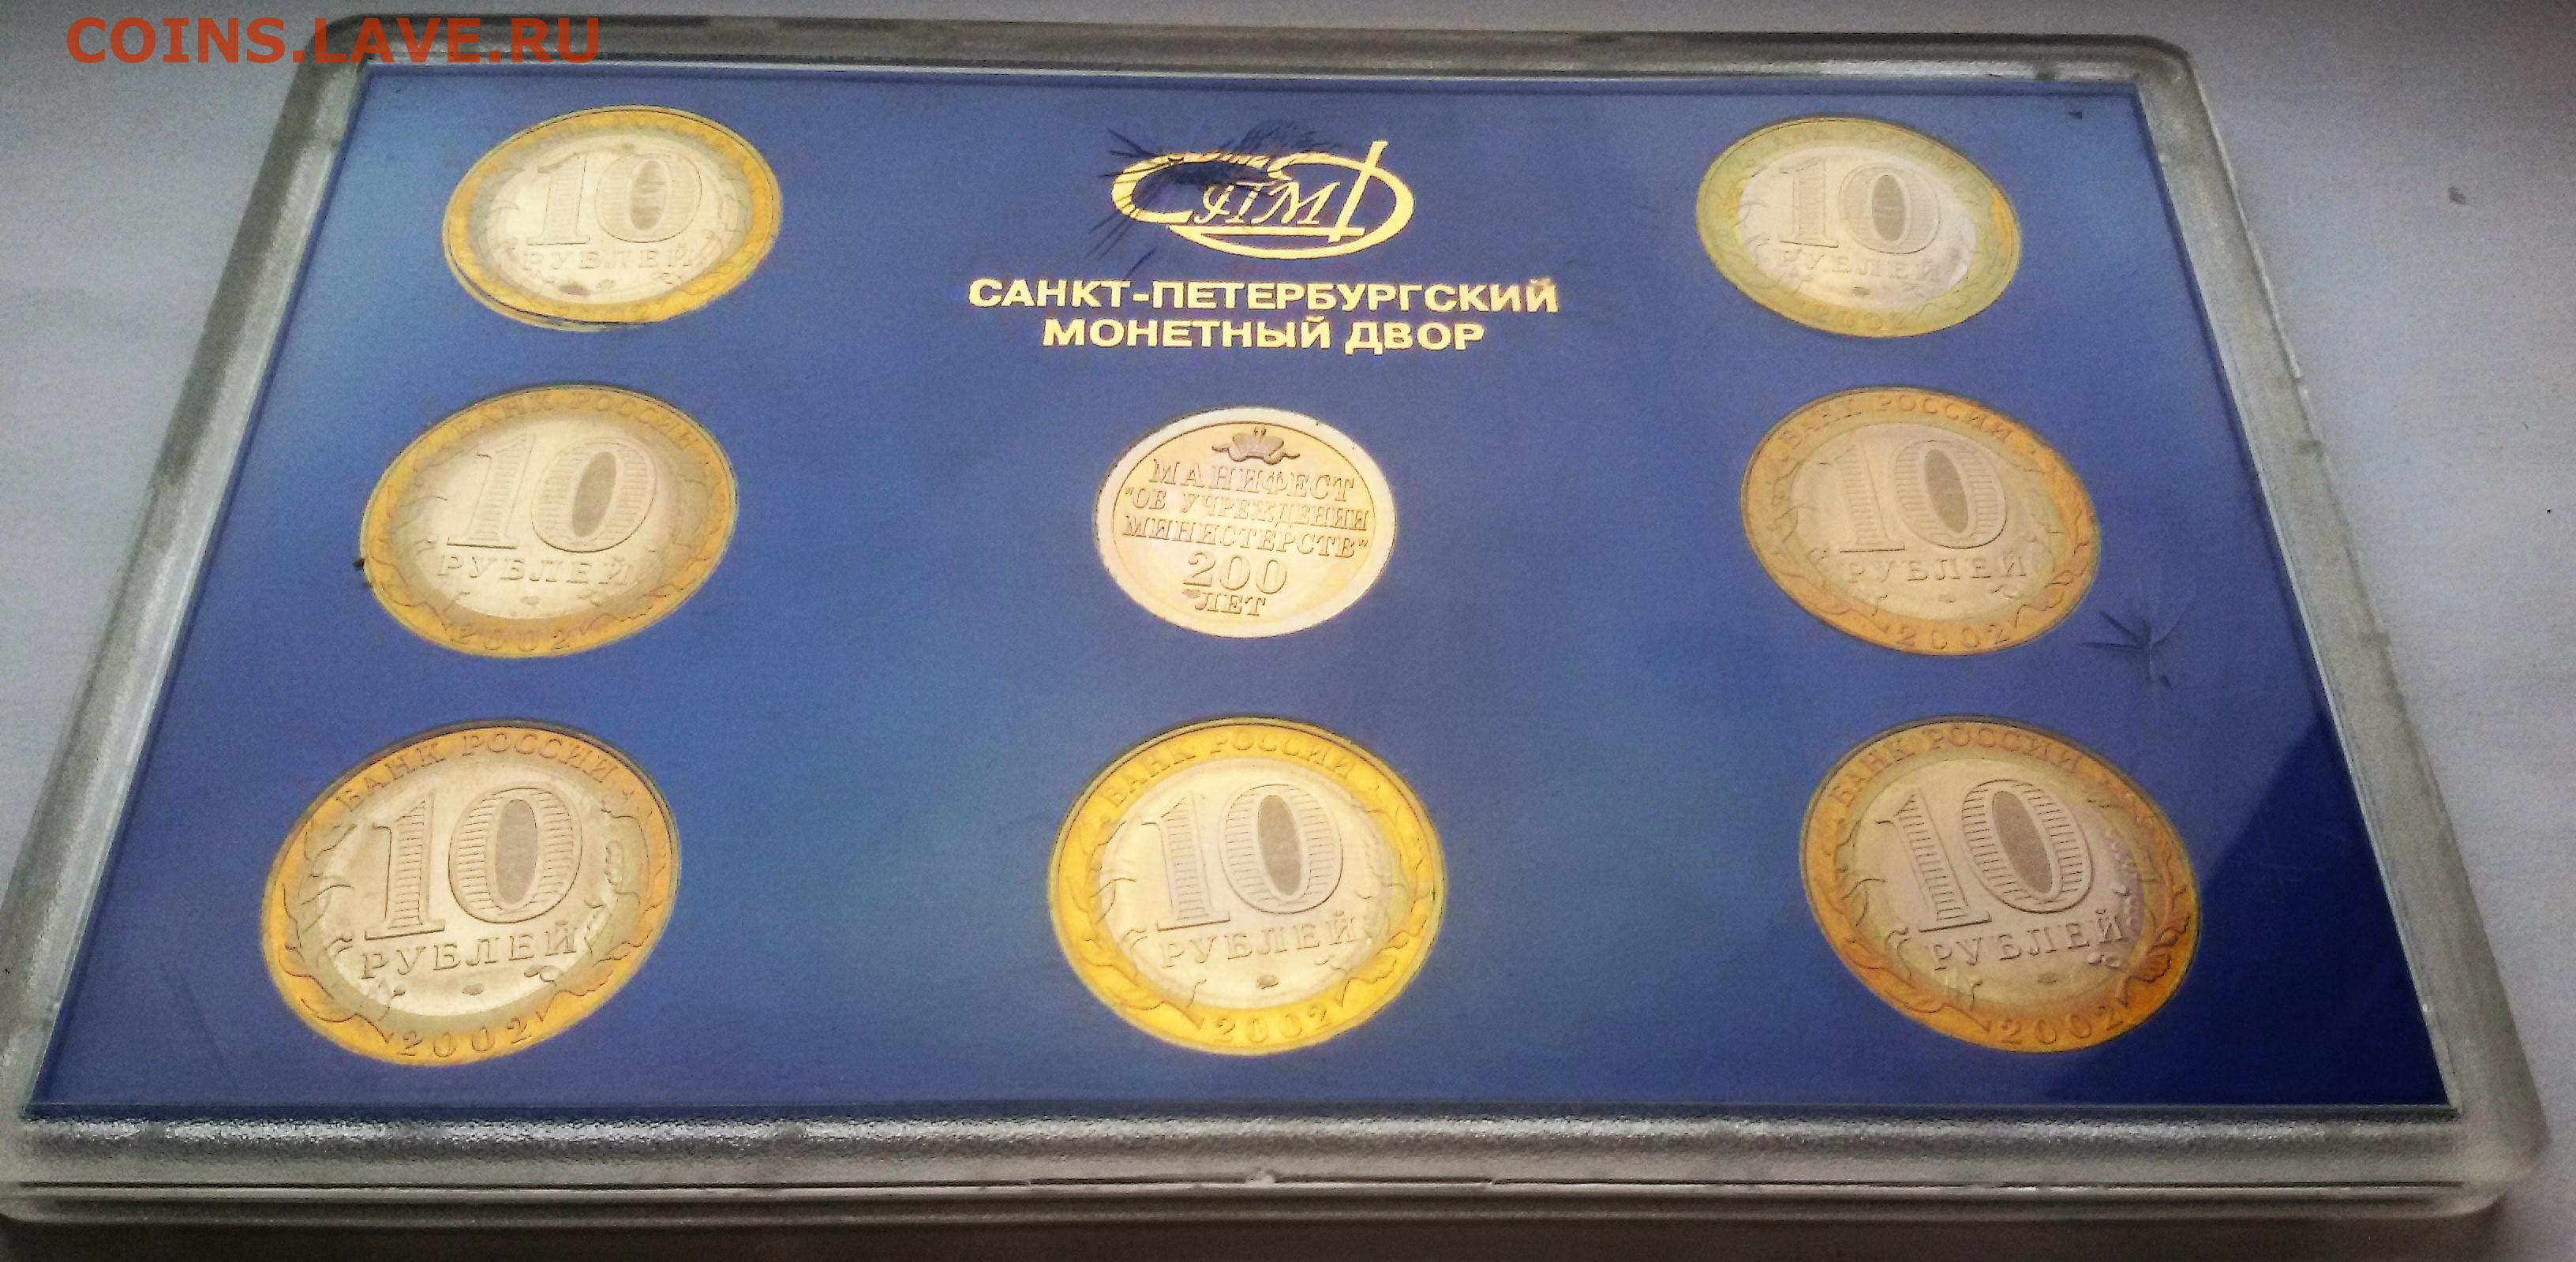 COINS.LAVE.RU
10
РУБЛЕЙ
СПМД
САНКТ-ПЕТЕРБУРГСКИЙ
МОНЕТНЫЙ ДВОР
10
РУБЛЕЙ
2002
БАНК РОССИИ
10
РУБЛЕЙ
2002
МАНИФЕСТ
"ОБ УЧРЕЖДЕНИИ
МИНИСТЕРСТВ"
200
ЛЕТ
БАНК РОССИИ
10
РУБЛЕЙ
2002
БАНК РОССИИ
10
РУБЛЕЙ
2002
БАНК РОССИИ
10
РУБЛЕЙ
2002
БАНК РОССИИ
10
РУБЛЕЙ
2002